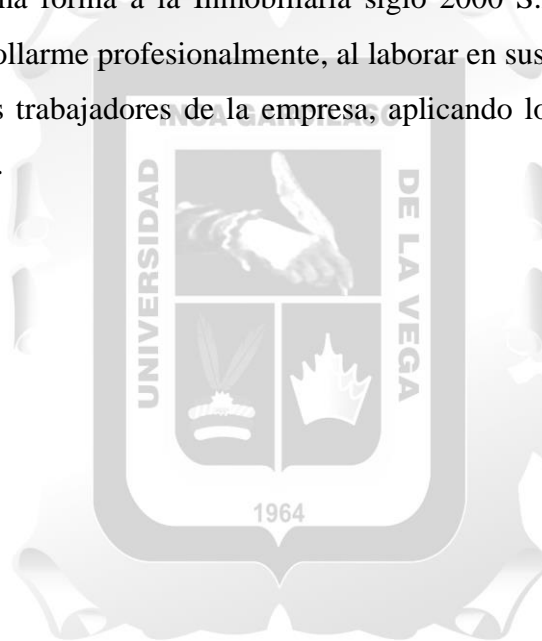 na forma a la Inmobiliaria siglo 2000 S.
ollarme profesionalmente, al laborar en sus
s trabajadores de la empresa, aplicando lo
.
INCA GARCILASO
UNIVERSIDAD
DE LA VEGA
1964